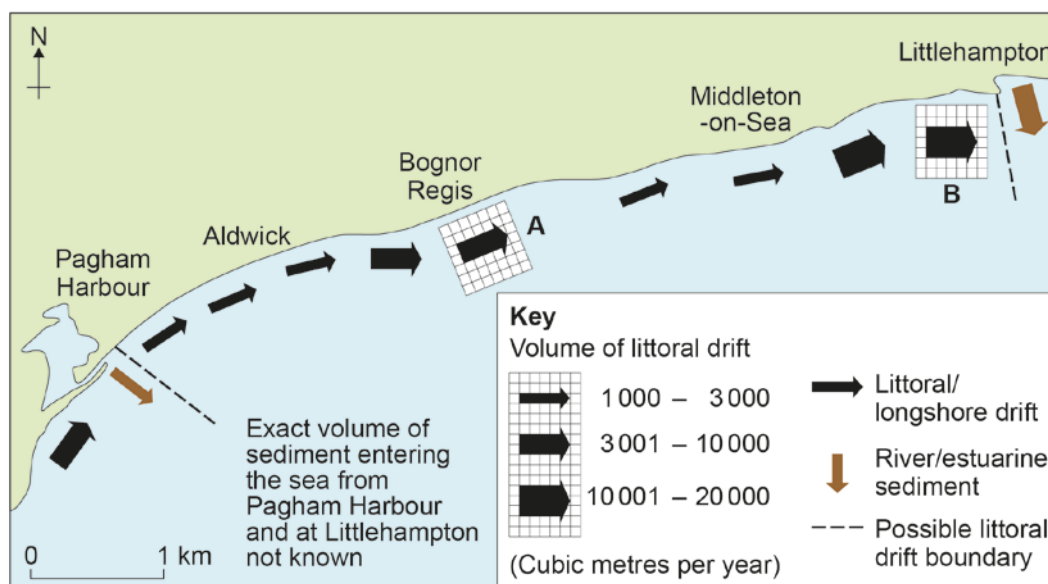 N
Littlehampton
Middleton
-on-Sea
Bognor
Regis
A
B
Aldwick
Pagham
Harbour
Exact volume of
sediment entering
the sea from
Pagham Harbour
and at Littlehampton
not known
0 1 km
Key
Volume of littoral drift
1 000 – 3 000
3 001 – 10 000
10 001 – 20 000
(Cubic metres per year)
Littoral/
longshore drift
River/estuarine
sediment
Possible littoral
drift boundary